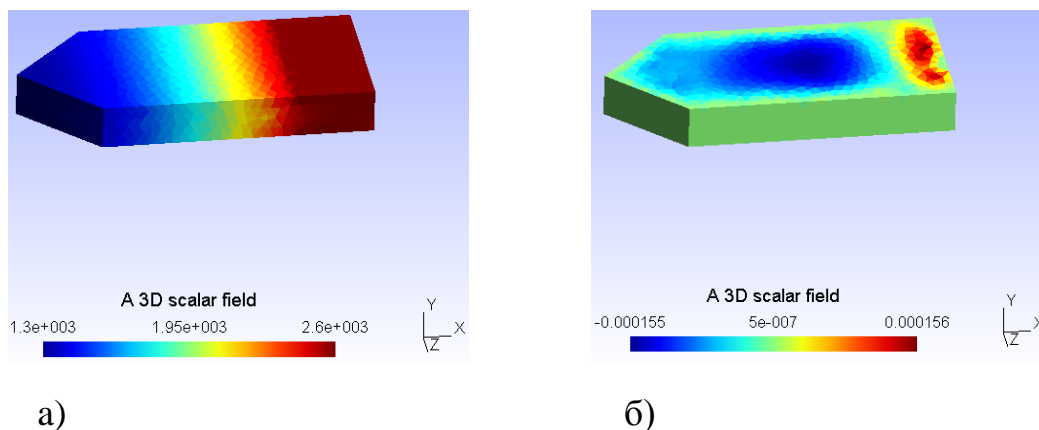 A 3D scalar field
1.3e+003 1.95e+003 2.6e+003
Y
X
Z
A 3D scalar field
-0.000155 5e-007 0.000156
Y
X
Z
а) б)